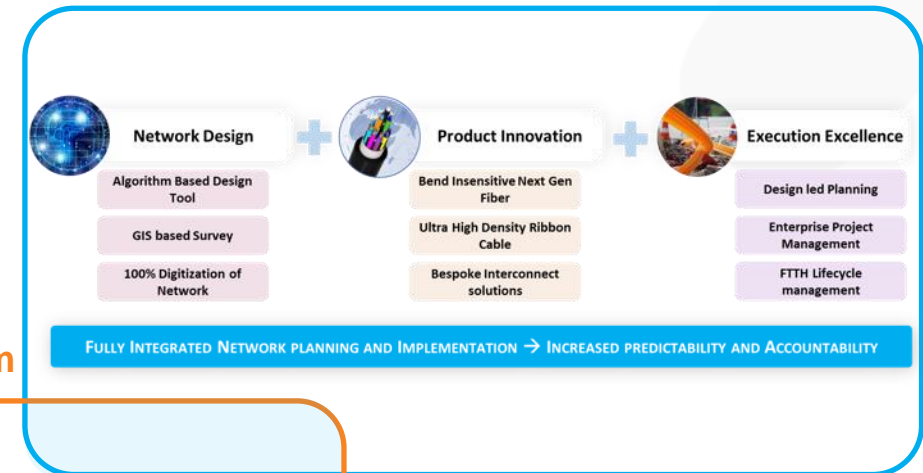 Network Design
Algorithm Based Design
Tool
GIS based Survey
100% Digitization of
Network
Product Innovation
Bend Insensitive Next Gen
Fiber
Ultra High Density Ribbon
Cable
Bespoke Interconnect
solutions
Execution Excellence
Design led Planning
Enterprise Project
Management
FTTH Lifecycle
management
FULLY INTEGRATED NETWORK PLANNING AND IMPLEMENTATION → INCREASED PREDICTABILITY AND ACCOUNTABILITY